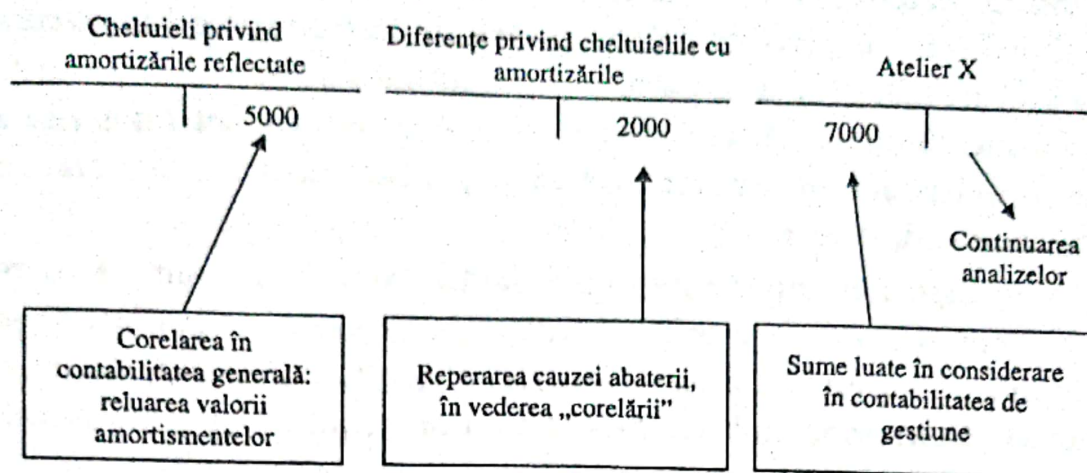 Cheltuieli privind
amortizările reflectate
5000
Diferențe privind cheltuielile cu
amortizările
2000
Atelier X
7000
Continuarea
analizelor
Corelarea în
contabilitatea generală:
reluarea valorii
amortismentelor
Reperarea cauzei abaterii,
în vederea „corelării”
Sume luate în considerare
în contabilitatea de
gestiune